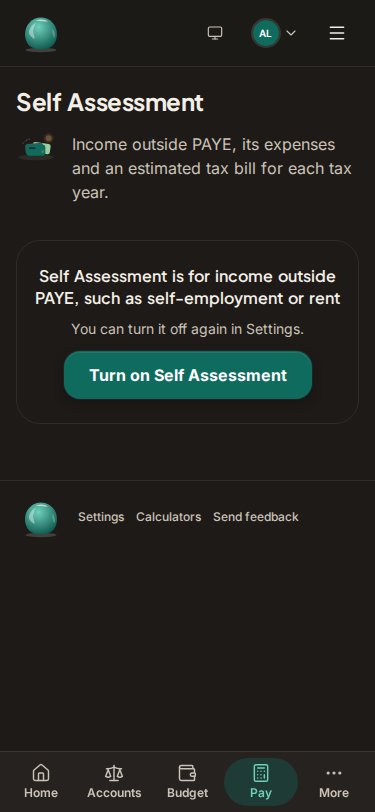 AL
Self Assessment
Income outside PAYE, its expenses
and an estimated tax bill for each tax
year.
Self Assessment is for income outside
PAYE, such as self-employment or rent
You can turn it off again in Settings.
Turn on Self Assessment
Settings Calculators Send feedback
Home Accounts Budget Pay More